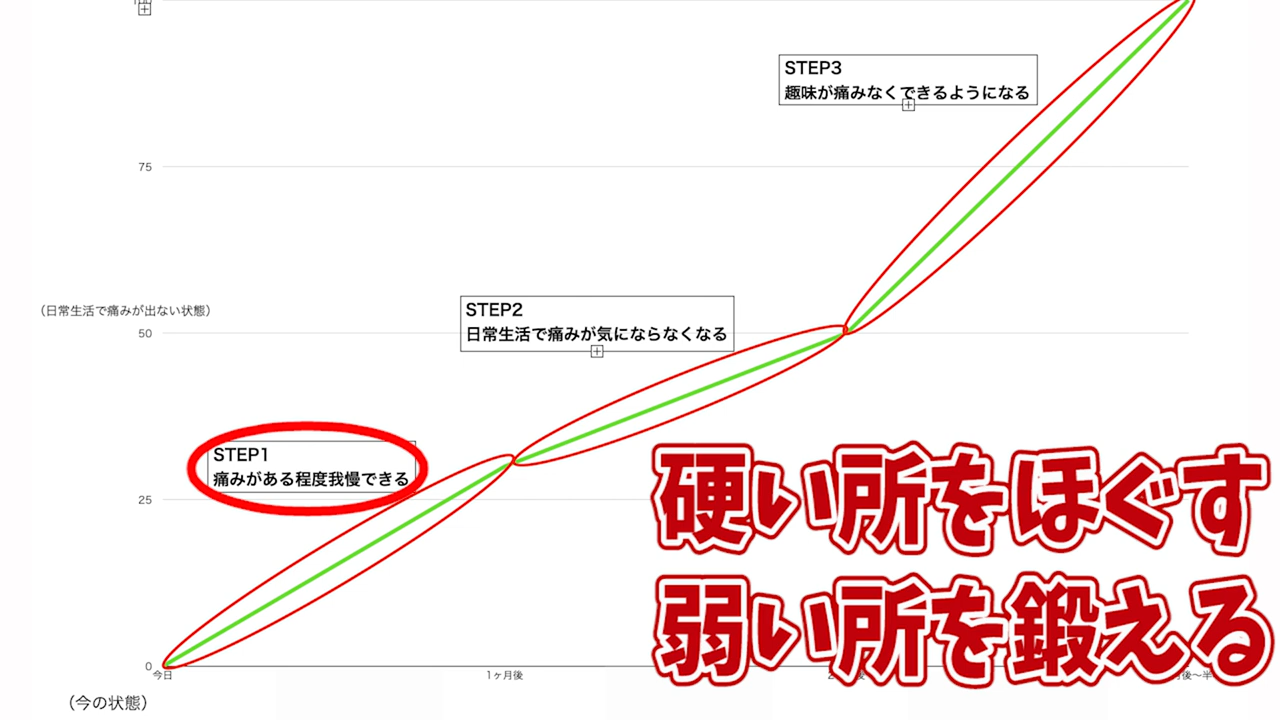 STEP3
趣味が痛みなくできるようになる
75
（日常生活で痛みが出ない状態）
50
STEP2
日常生活で痛みが気にならなくなる
STEP1
痛みがある程度我慢できる
25
硬い所をほぐす
弱い所を鍛える
0
今日
1ヶ月後
（今の状態）